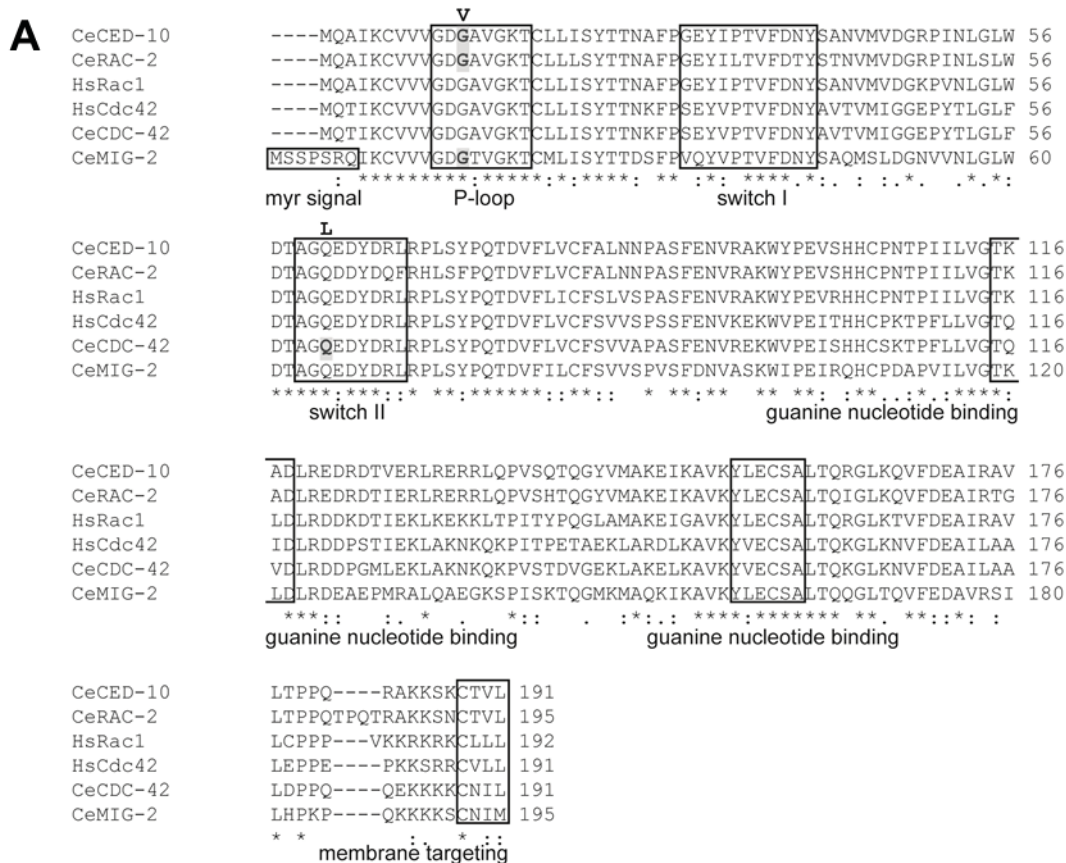 A
V
CeCED-10 ----MQAIKCVVVGDGAVGKTCLLISYTTNAFPGEYIPTVFDNYSANVMVDGRPINLGLW 56
CeRAC-2 ----MQAIKCVVVGDGAVGKTCLLLSYTTNAFPGEYILTVFDTYSTNVMVDGRPINLSLW 56
HsRac1 ----MQAIKCVVVGDGAVGKTCLLISYTTNAFPGEYIPTVFDNYSANVMVDGKPVNLGLW 56
HsCdc42 ----MQTIKCVVVGDGAVGKTCLLISYTTNKFPSEYVPTVFDNYAVTVMIGGEPYTLGLF 56
CeCDC-42 ----MQTIKCVVVGDGAVGKTCLLISYTTNKFPSEYVPTVFDNYAVTVMIGGEPYTLGLF 56
CeMIG-2 MSSPSRQIKCVVVGDGTVGKTCMLISYTTDSFPVQYVPTVFDNYSAQMSLDGNVVNLGLW 60
myr signal P-loop switch I
L
CeCED-10 DTAGQEDYDRLRPLSYPQTDVFLVCFALNNPASFENVRAKWYPEVSHHCPNTPIILVGTK 116
CeRAC-2 DTAGQDDYDQFRHLSFPQTDVFLVCFALNNPASFENVRAKWYPEVSHHCPNTPIILVGTK 116
HsRac1 DTAGQEDYDRLRPLSYPQTDVFLICFSLVSPASFENVRAKWYPEVRHHCPNTPIILVGTK 116
HsCdc42 DTAGQEDYDRLRPLSYPQTDVFLVCFSVVSPSSFENVKEKWVPEITHHCPKTPFLLVGTQ 116
CeCDC-42 DTAGQEDYDRLRPLSYPQTDVFLVCFSVVAPASFENVREKWVPEISHHCSKTPFLLVGTQ 116
CeMIG-2 DTAGQEDYDRLRPLSYPQTDVFILCFSVVSPVSFDNVASKWIPEIRQHCPDAPVILVGTK 120
switch II guanine nucleotide binding
CeCED-10 ADLREDRDTVERLRERRLQPVSQTQGYVMAKEIKAVKYLECSALTQRGLKQVFDEAIRAV 176
CeRAC-2 ADLREDRDTIERLRERRLQPVSHTQGYVMAKEIKAVKYLECSALTQIGLKQVFDEAIRTG 176
HsRac1 LDLRDDKDTIEKLKEKKLTPITYPQGLAMAKEIGAVKYLECSALTQRGLKTVFDEAIRAV 176
HsCdc42 IDLRDDPSTIEKLAKNKQKPITPETAEKLARDLKAVKYVECSALTQKGLKNVFDEAILAA 176
CeCDC-42 VDLRDDPGMLEKLAKNKQKPVSTDVGEKLAKELKAVKYVECSALTQKGLKNVFDEAILAA 176
CeMIG-2 LDLRDEAEPMRALQAEGKSPISKTQGMKMAQKIKAVKYLECSALTQQGLTQVFDEAVRSI 180
guanine nucleotide binding guanine nucleotide binding
CeCED-10 LTPPQ----RAKKSKCTVL 191
CeRAC-2 LTPPQTPQTRAKKSNCTVL 195
HsRac1 LCPPP---VKKRKRKCLLL 192
HsCdc42 LEPPE----PKKSRRCVLL 191
CeCDC-42 LDPPQ----QEKKKKCNIL 191
CeMIG-2 LHPKP----QKKKKSCNIM 195
membrane targeting